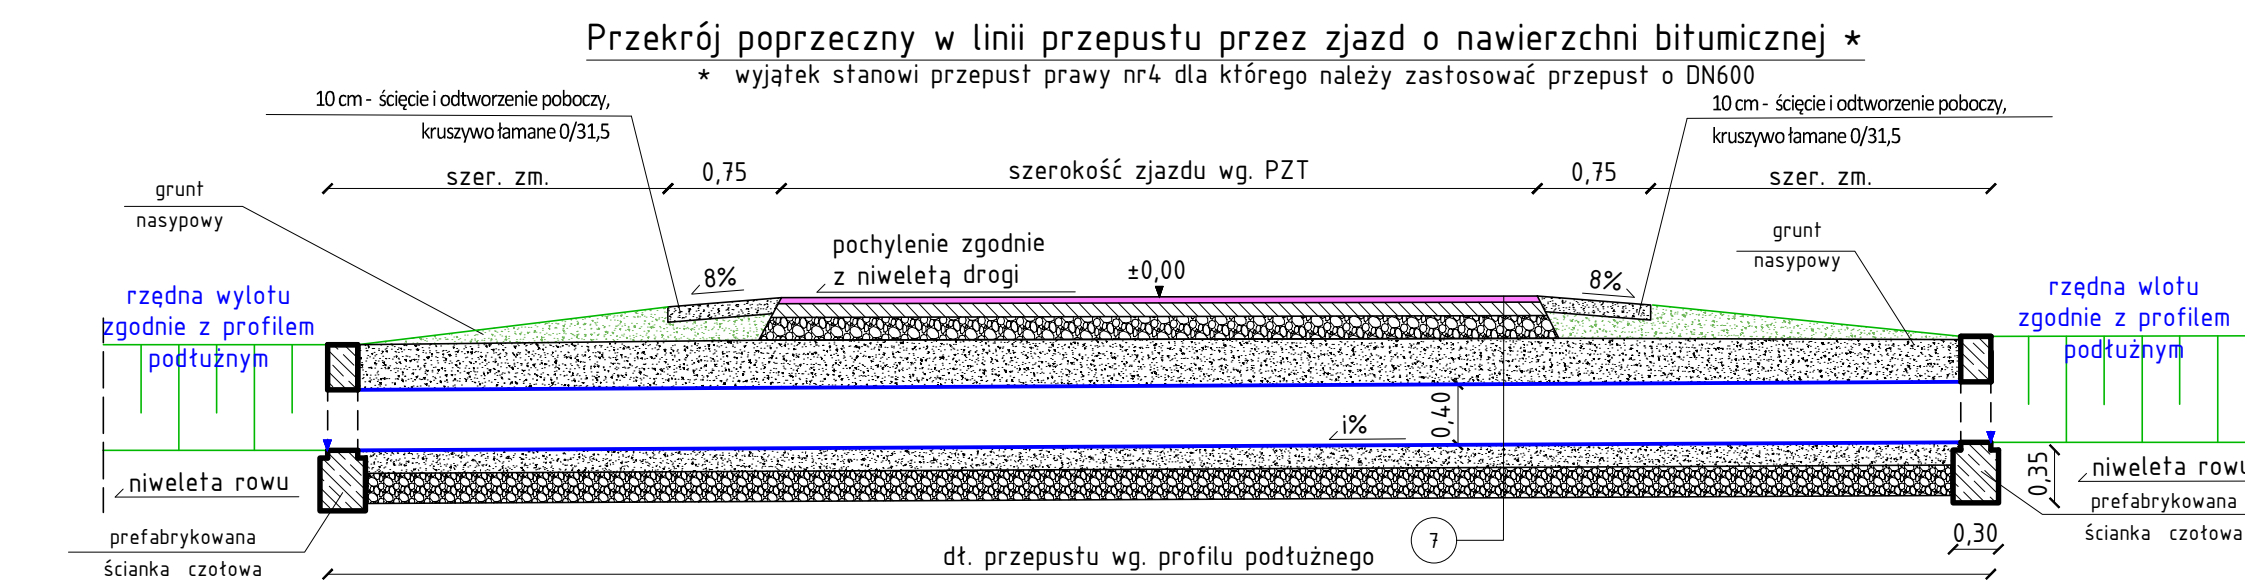 Przekrój poprzeczny w linii przepustu przez zjazd o nawierzchni bitumicznej *
* wyjątek stanowi przepust prawy nr4 dla którego należy zastosować przepust o DN600
10 cm - ścięcie i odtworzenie poboczy,
kruszywo łamane 0/31,5
10 cm - ścięcie i odtworzenie poboczy,
kruszywo łamane 0/31,5
szer. zm.
0,75
szerokość zjazdu wg. PZT
0,75
szer. zm.
grunt
nasypowy
grunt
nasypowy
pochylenie zgodnie
z niweletą drogi
±0,00
8%
8%
rzędna wylotu
zgodnie z profilem
podłużnym
rzędna wlotu
zgodnie z profilem
podłużnym
0,40
i%
niweleta rowu
0,35
niweleta rowu
prefabrykowana
ścianka czołowa
prefabrykowana
ścianka czołowa
0,30
7
dł. przepustu wg. profilu podłużnego